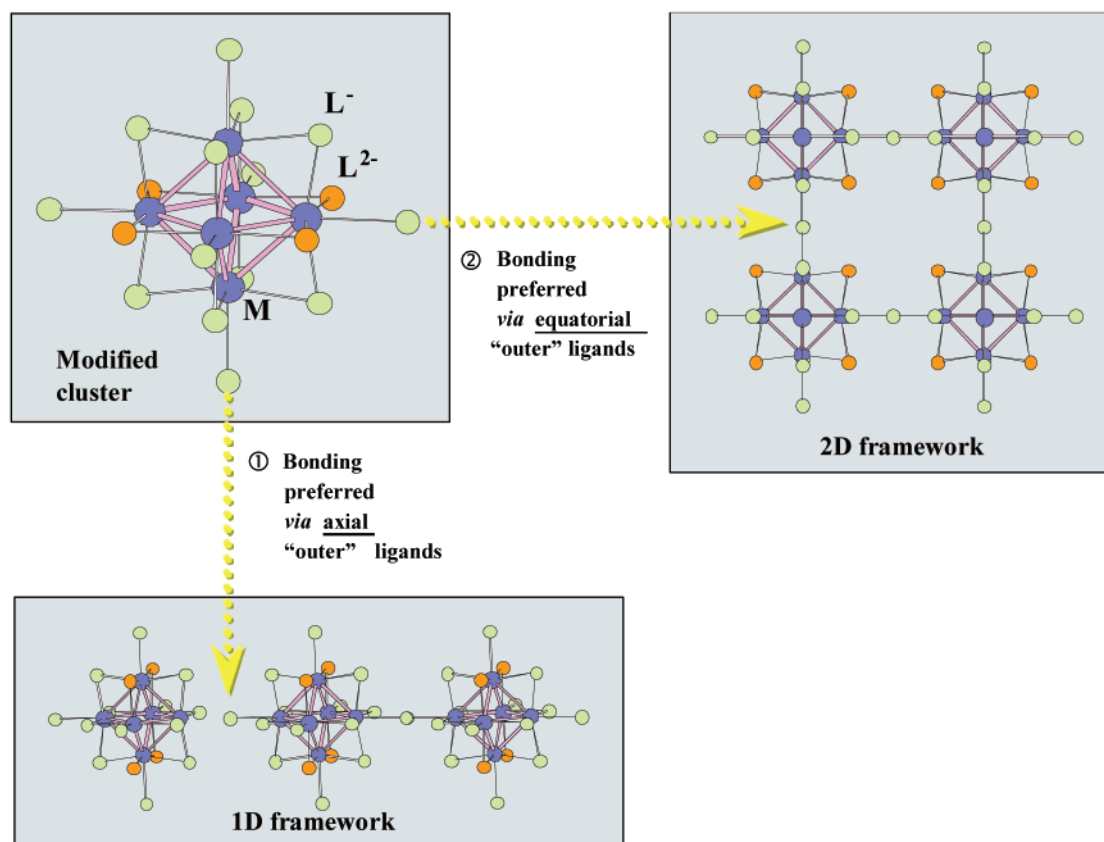 L-
L2-
M
Modified
cluster
② Bonding
preferred
via equatorial
“outer” ligands
2D framework
① Bonding
preferred
via axial
“outer” ligands
1D framework